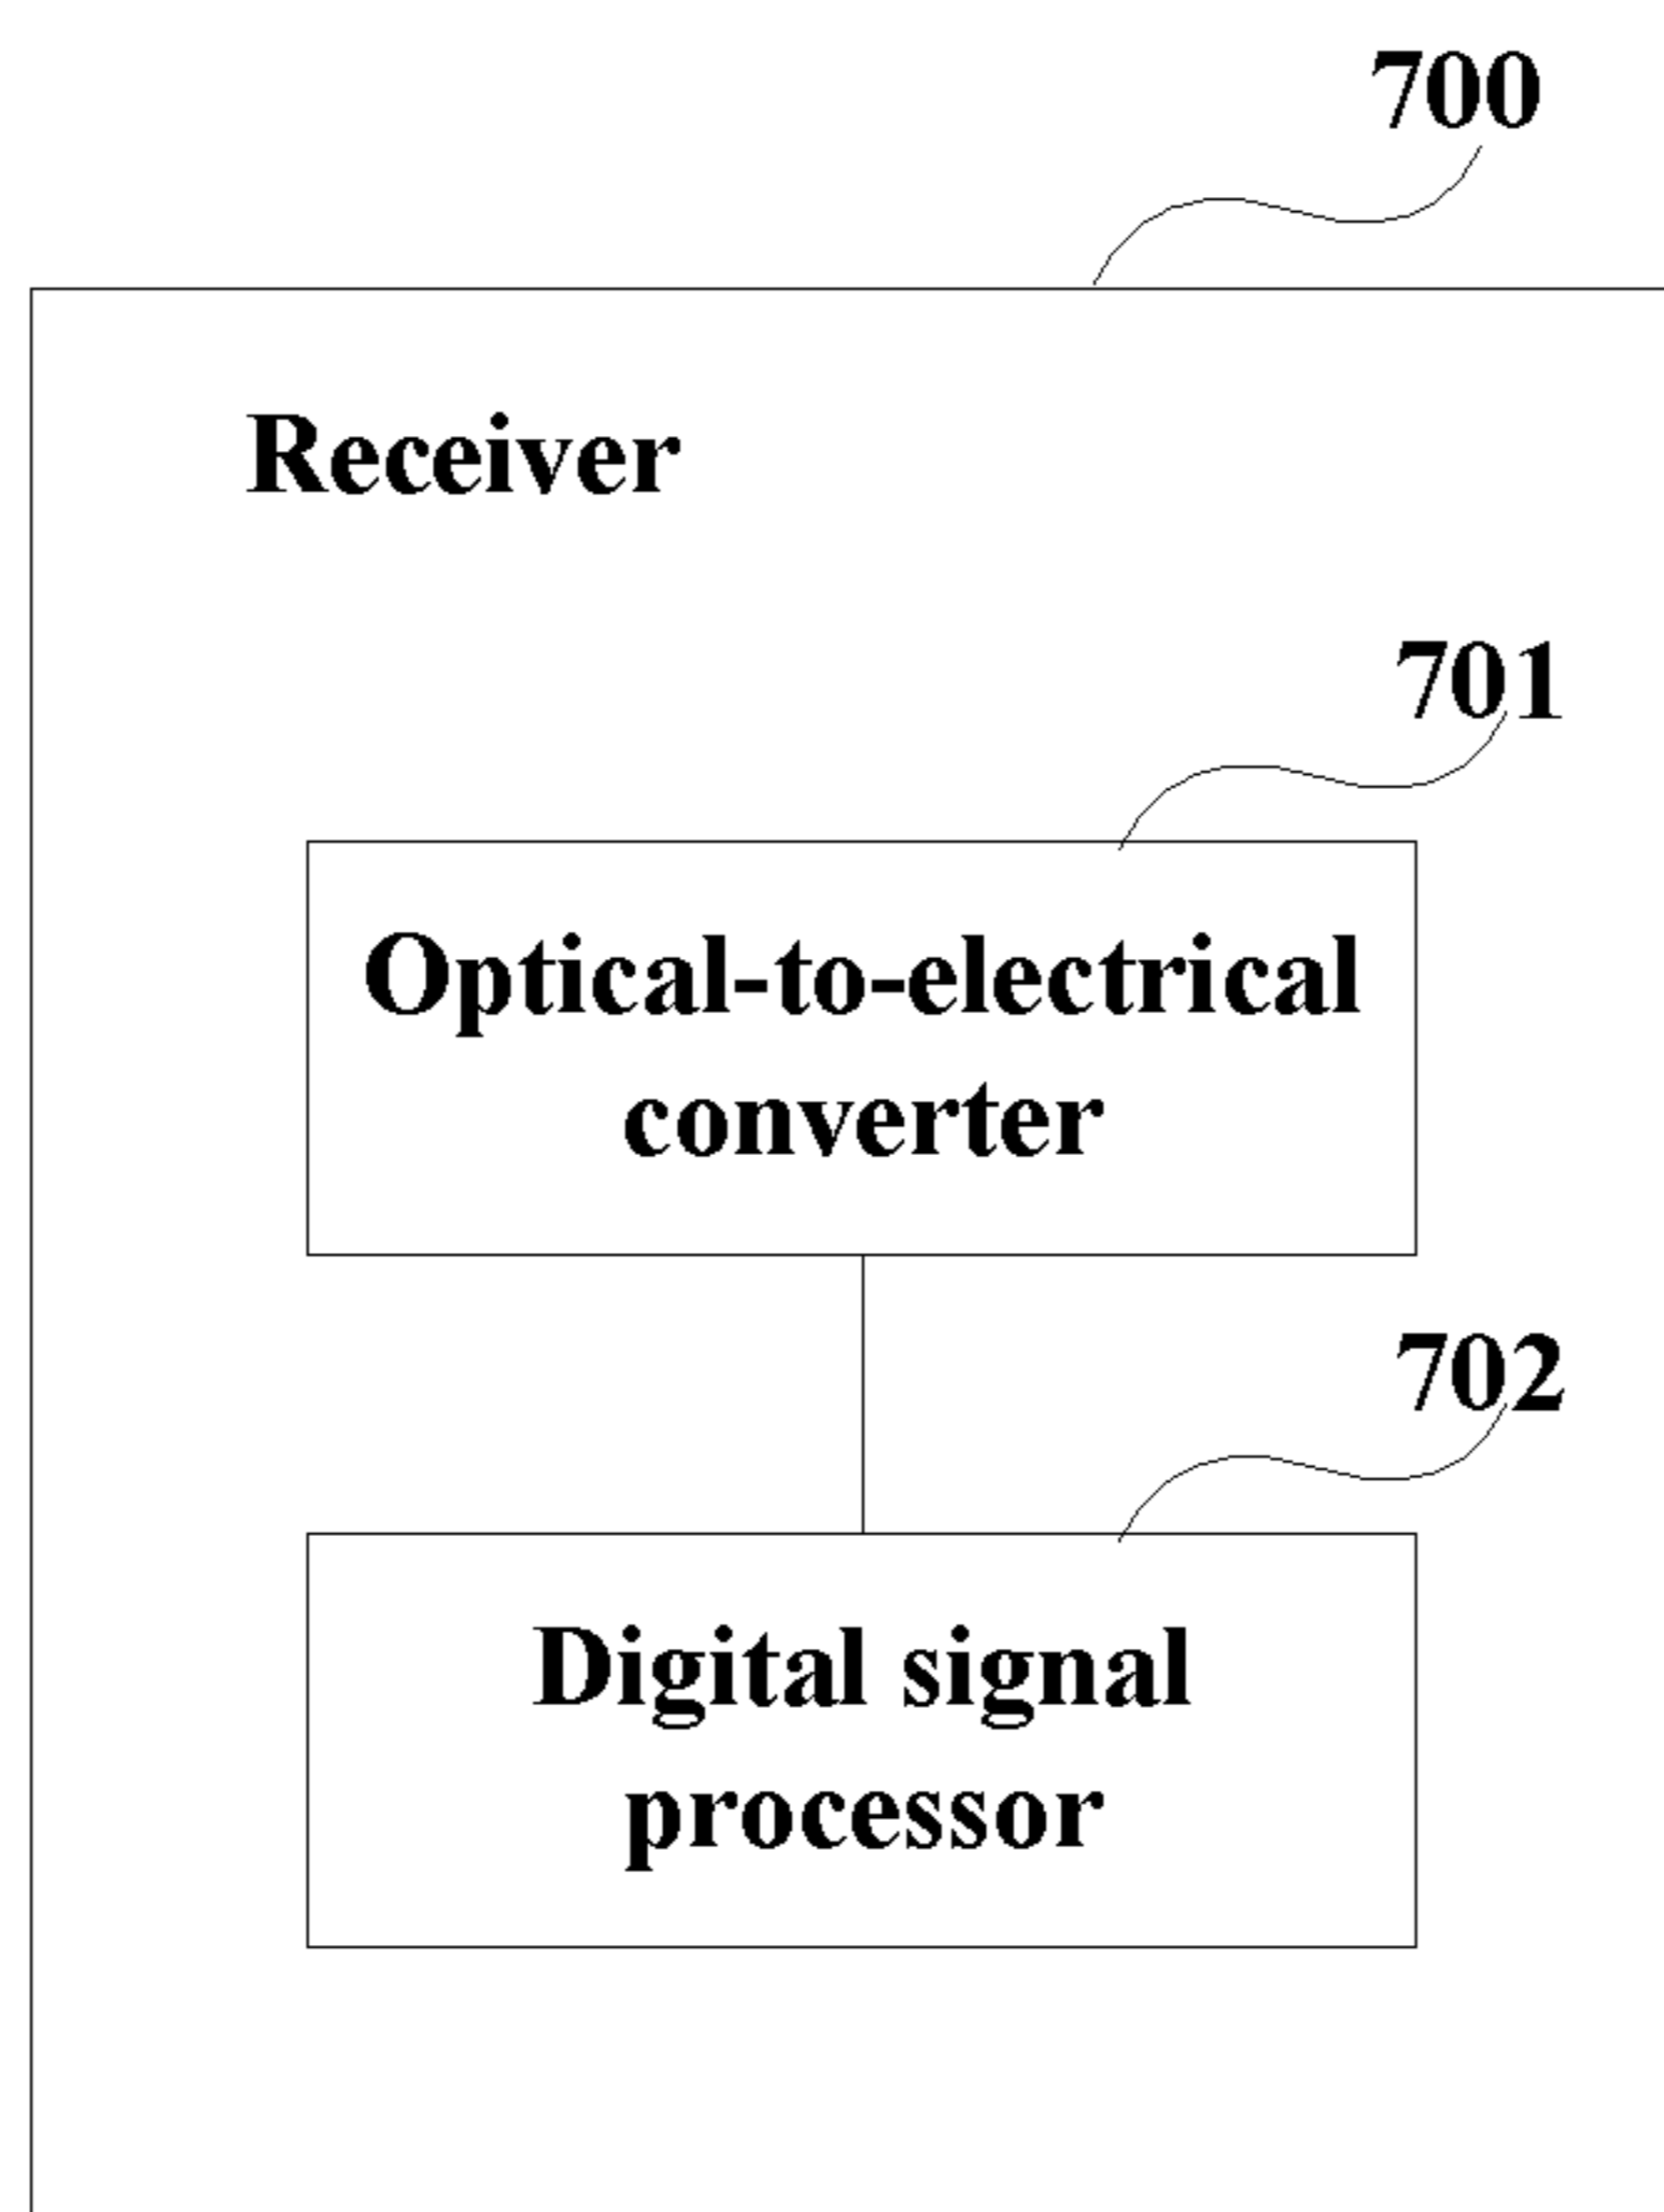 700
Receiver
701
Optical-to-electrical
converter
702
Digital signal
processor